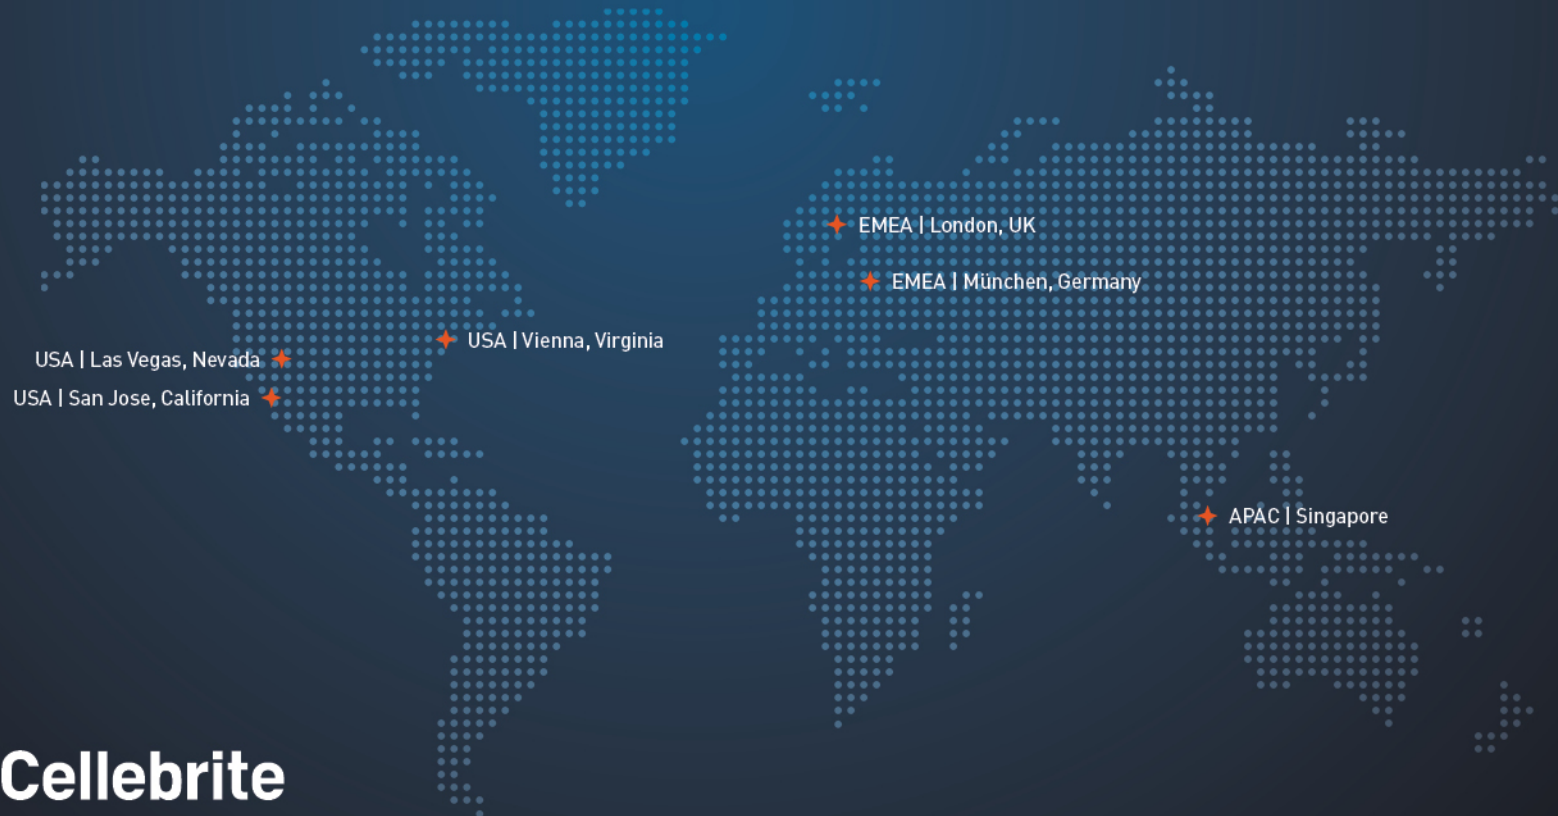 EMEA | London, UK
EMEA | München, Germany
USA | Vienna, Virginia
USA | Las Vegas, Nevada
USA | San Jose, California
APAC | Singapore
Cellebrite